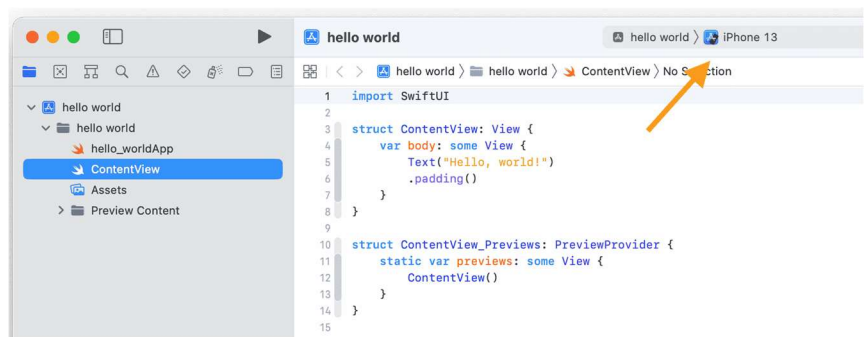 hello world
hello world 〉 iPhone 13
hello world 〉 hello world 〉 ContentView 〉 No Selection
hello world
hello world
hello_worldApp
ContentView
Assets
Preview Content
1 import SwiftUI
2
3 struct ContentView: View {
4     var body: some View {
5         Text("Hello, world!")
6         .padding()
7     }
8 }
9
10 struct ContentView_Previews: PreviewProvider {
11     static var previews: some View {
12         ContentView()
13     }
14 }
15